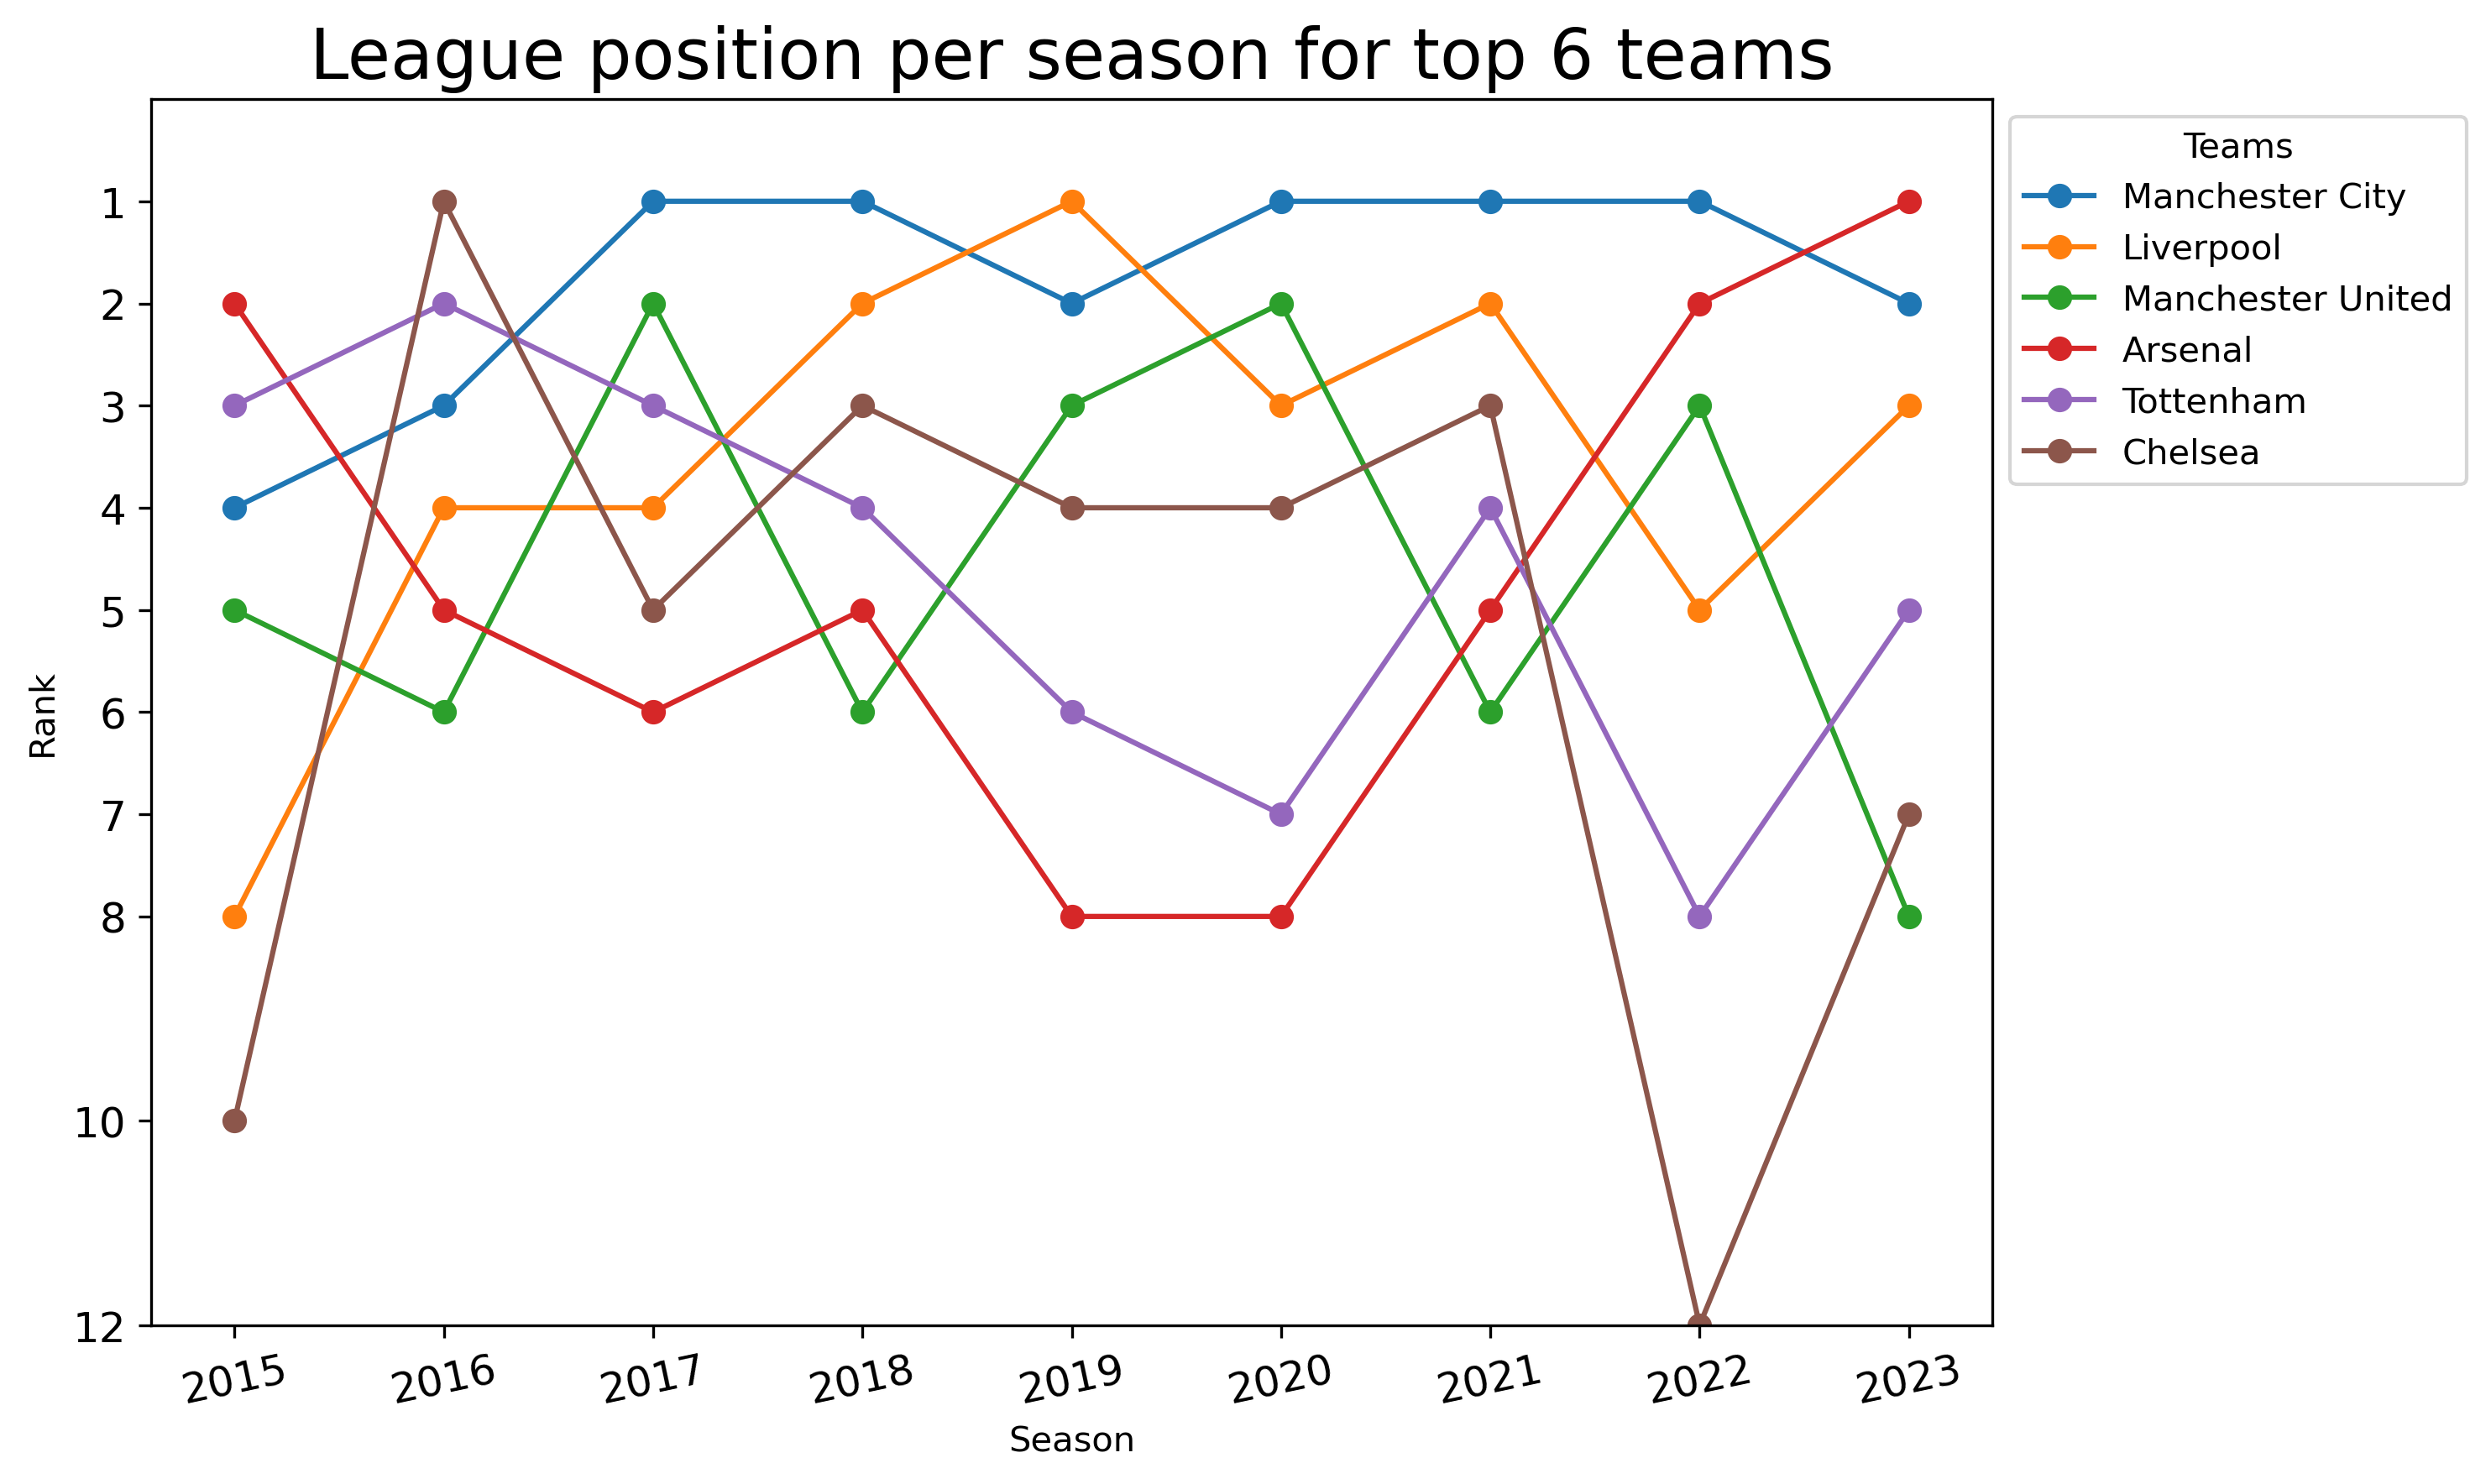 League position per season for top 6 teams
Rank
1
2
3
4
5
6
7
8
10
12
2015
2016
2017
2018
2019
2020
2021
2022
2023
Season
Teams
Manchester City
Liverpool
Manchester United
Arsenal
Tottenham
Chelsea